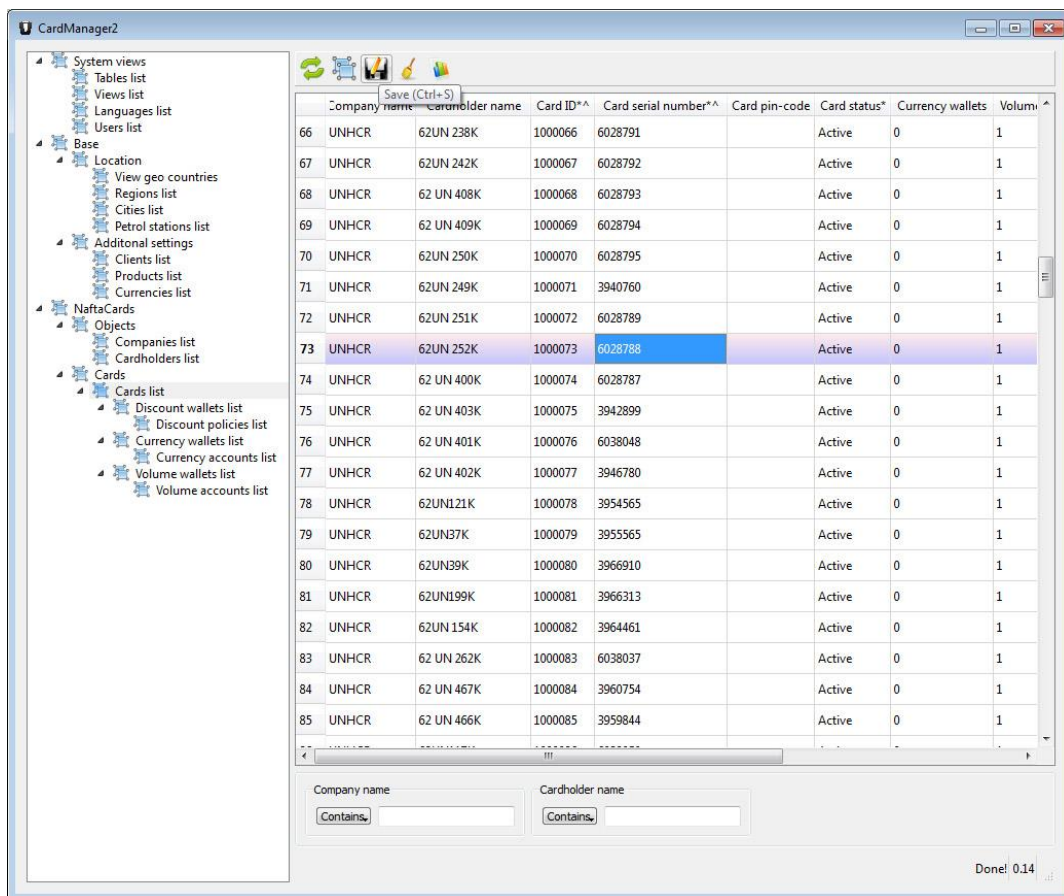 CardManager2
System views
Tables list
Views list
Languages list
Users list
Base
Location
View geo countries
Regions list
Cities list
Petrol stations list
Additonal settings
Clients list
Products list
Currencies list
NaftaCards
Objects
Companies list
Cardholders list
Cards
Cards list
Discount wallets list
Discount policies list
Currency wallets list
Currency accounts list
Volume wallets list
Volume accounts list
Save (Ctrl+S)
Company name Cardholder name Card ID*^ Card serial number*^ Card pin-code Card status* Currency wallets Volume
66 UNHCR 62UN 238K 1000066 6028791 Active 0 1
67 UNHCR 62UN 242K 1000067 6028792 Active 0 1
68 UNHCR 62 UN 408K 1000068 6028793 Active 0 1
69 UNHCR 62 UN 409K 1000069 6028794 Active 0 1
70 UNHCR 62UN 250K 1000070 6028795 Active 0 1
71 UNHCR 62UN 249K 1000071 3940760 Active 0 1
72 UNHCR 62UN 251K 1000072 6028789 Active 0 1
73 UNHCR 62UN 252K 1000073 6028788 Active 0 1
74 UNHCR 62 UN 400K 1000074 6028787 Active 0 1
75 UNHCR 62 UN 403K 1000075 3942899 Active 0 1
76 UNHCR 62 UN 401K 1000076 6038048 Active 0 1
77 UNHCR 62 UN 402K 1000077 3946780 Active 0 1
78 UNHCR 62UN121K 1000078 3954565 Active 0 1
79 UNHCR 62UN37K 1000079 3955565 Active 0 1
80 UNHCR 62UN39K 1000080 3966910 Active 0 1
81 UNHCR 62UN199K 1000081 3966313 Active 0 1
82 UNHCR 62UN 154K 1000082 3964461 Active 0 1
83 UNHCR 62 UN 262K 1000083 6038037 Active 0 1
84 UNHCR 62 UN 467K 1000084 3960754 Active 0 1
85 UNHCR 62 UN 466K 1000085 3959844 Active 0 1
Company name Cardholder name
Contains Contains
Done! 0.14